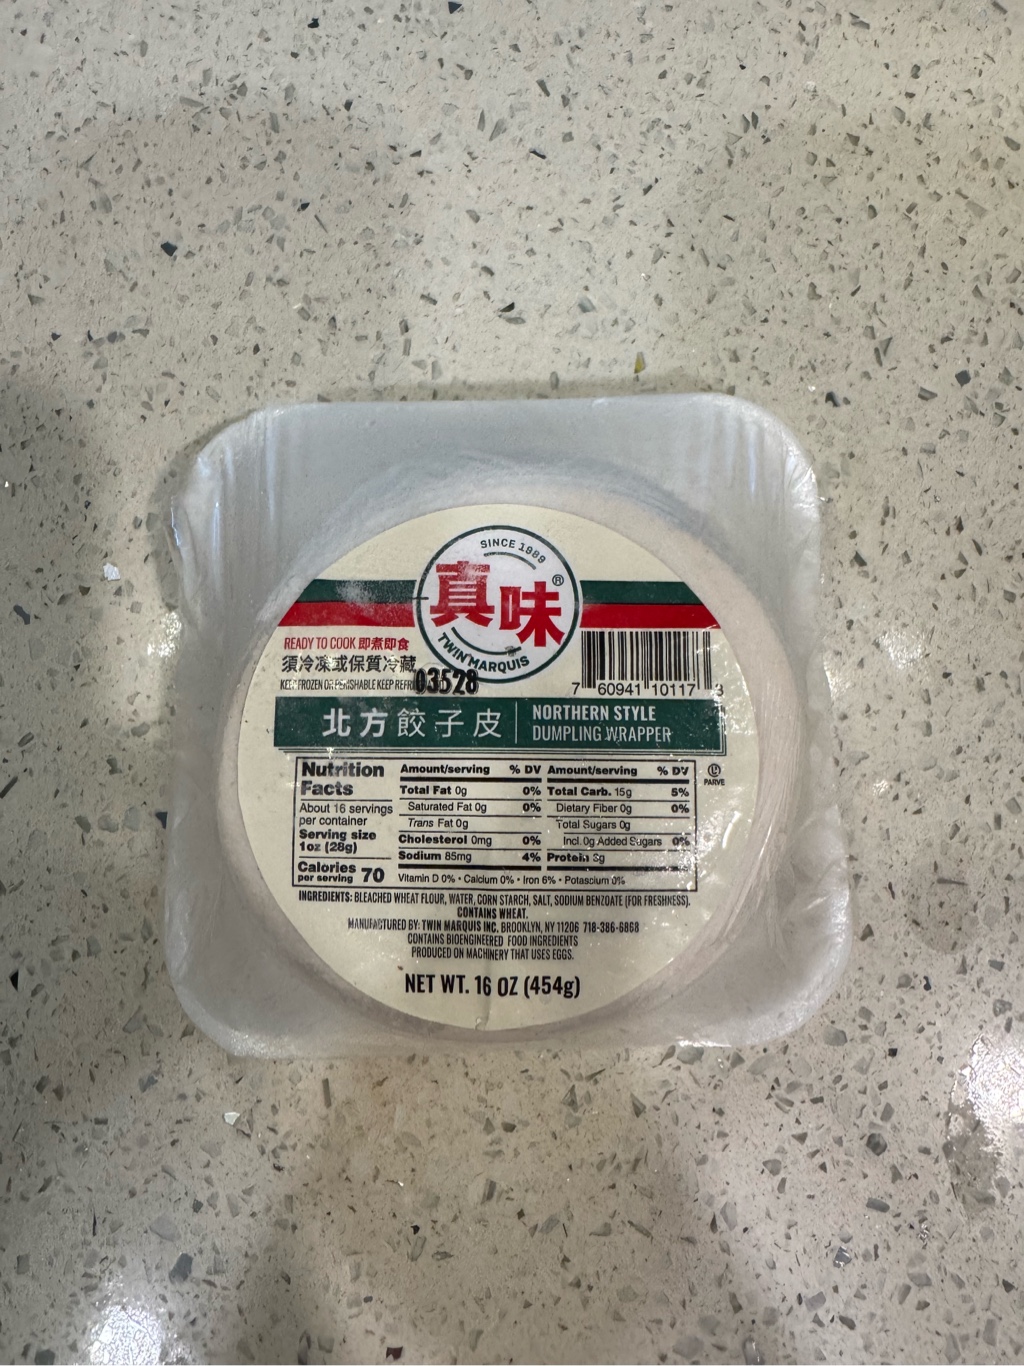 SINCE 1989
真味®
TWIN MARQUIS
READY TO COOK 即煮即食
須冷凍或保質冷藏
KEEP FROZEN OR PERISHABLE KEEP
03528
7 60941 10117 3
北方餃子皮 | NORTHERN STYLE
DUMPLING WRAPPER
U
PARVE
Nutrition
Facts
About 16 servings
per container
Serving size
1oz (28g)
Calories 70
per serving
Amount/serving % DV
Total Fat 0g 0%
Saturated Fat 0g 0%
Trans Fat 0g
Cholesterol 0mg 0%
Sodium 85mg 4%
Amount/serving % DV
Total Carb. 15g 5%
Dietary Fiber 0g 0%
Total Sugars 0g
Incl. 0g Added Sugars 0%
Protein 3g
Vitamin D 0% • Calcium 0% • Iron 6% • Potassium 0%
INGREDIENTS: BLEACHED WHEAT FLOUR, WATER, CORN STARCH, SALT, SODIUM BENZOATE (FOR FRESHNESS).
CONTAINS WHEAT.
MANUFACTURED BY: TWIN MARQUIS INC. BROOKLYN, NY 11206 718-386-6868
CONTAINS BIOENGINEERED FOOD INGREDIENTS
PRODUCED ON MACHINERY THAT USES EGGS.
NET WT. 16 OZ (454g)